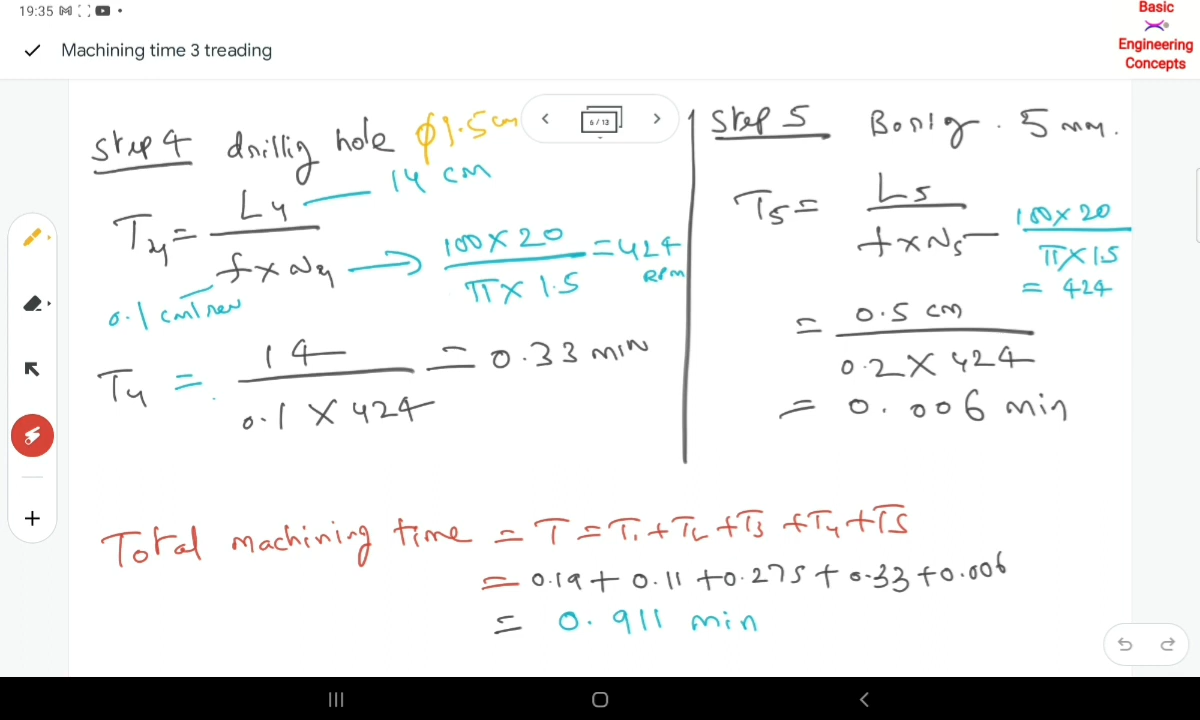 19:35
Machining time 3 treading
Basic
Engineering
Concepts
6 / 13
step 4 drillig hole φ1.5 cm
T4 = L4 / f × N4
14 cm
0.1 cm/rev
100 × 20 / π × 1.5 = 424
RPM
T4 = 14 / 0.1 × 424 = 0.33 min
Step 5 Borig . 5 mm.
T5 = L5 / f × N5
100 × 20 / π × 1.5
= 424
= 0.5 cm / 0.2 × 424
= 0.006 min
Total machining time = T = T1 + T2 + T3 + T4 + T5
= 0.19 + 0.11 + 0.275 + 0.33 + 0.006
= 0.911 min